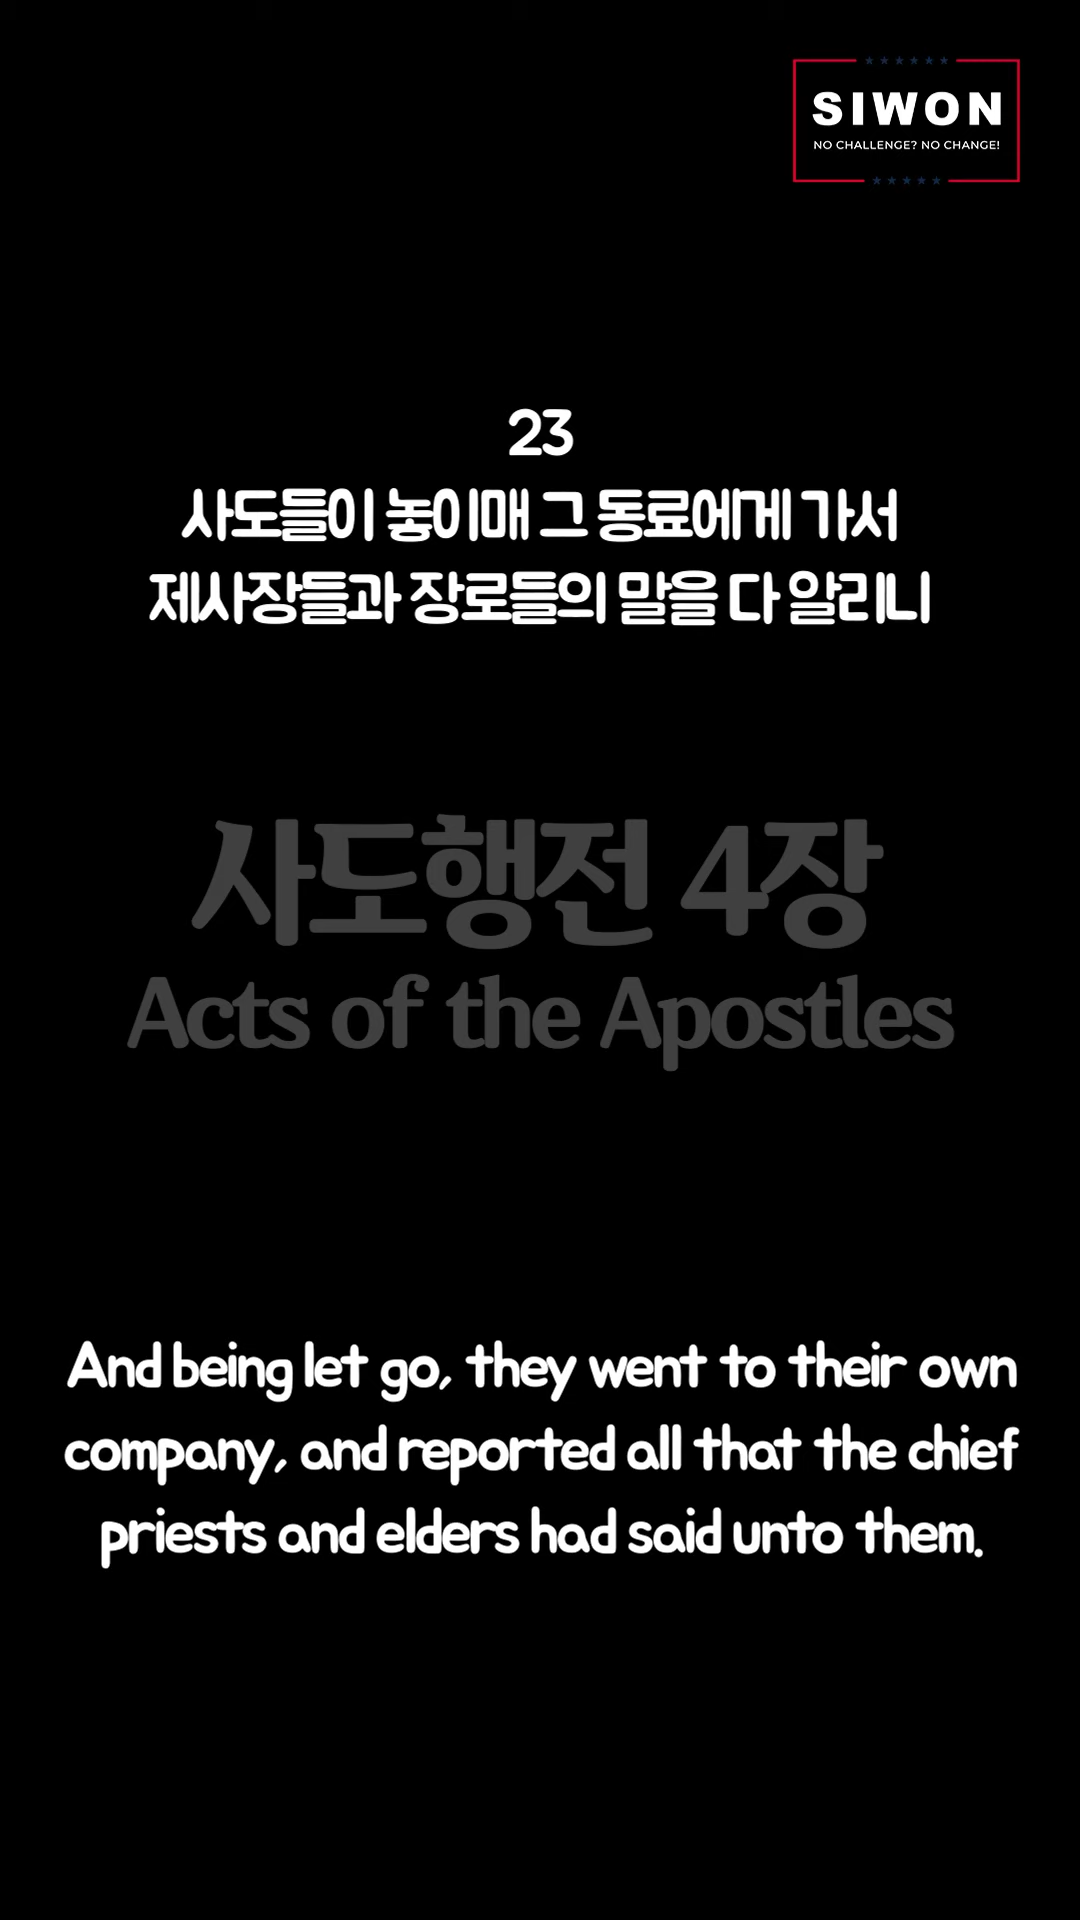 SIWON
NO CHALLENGE? NO CHANGE!
23
사도들이 놓이매 그 동료에게 가서
제사장들과 장로들의 말을 다 알리니
사도행전 4장
Acts of the Apostles
And being let go, they went to their own
company, and reported all that the chief
priests and elders had said unto them.